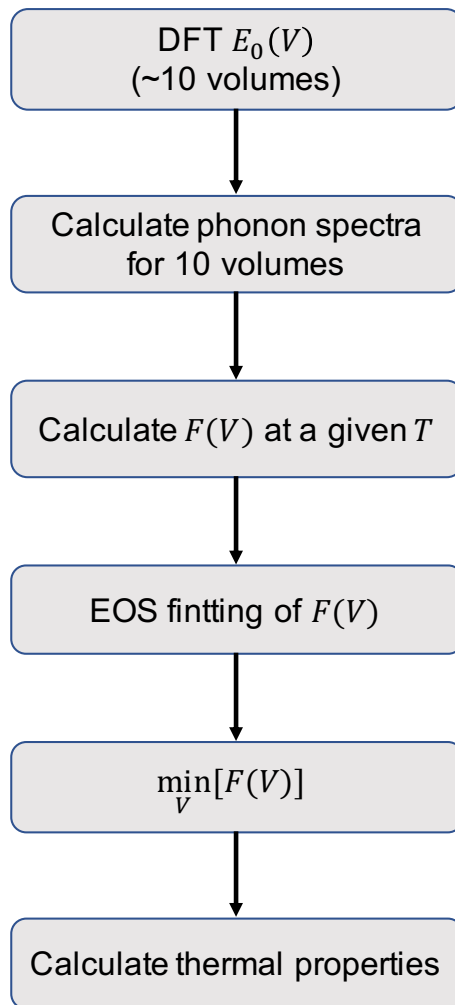 DFT E₀(V)
(~10 volumes)
Calculate phonon spectra
for 10 volumes
Calculate F(V) at a given T
EOS fintting of F(V)
min[F(V)]
V
Calculate thermal properties